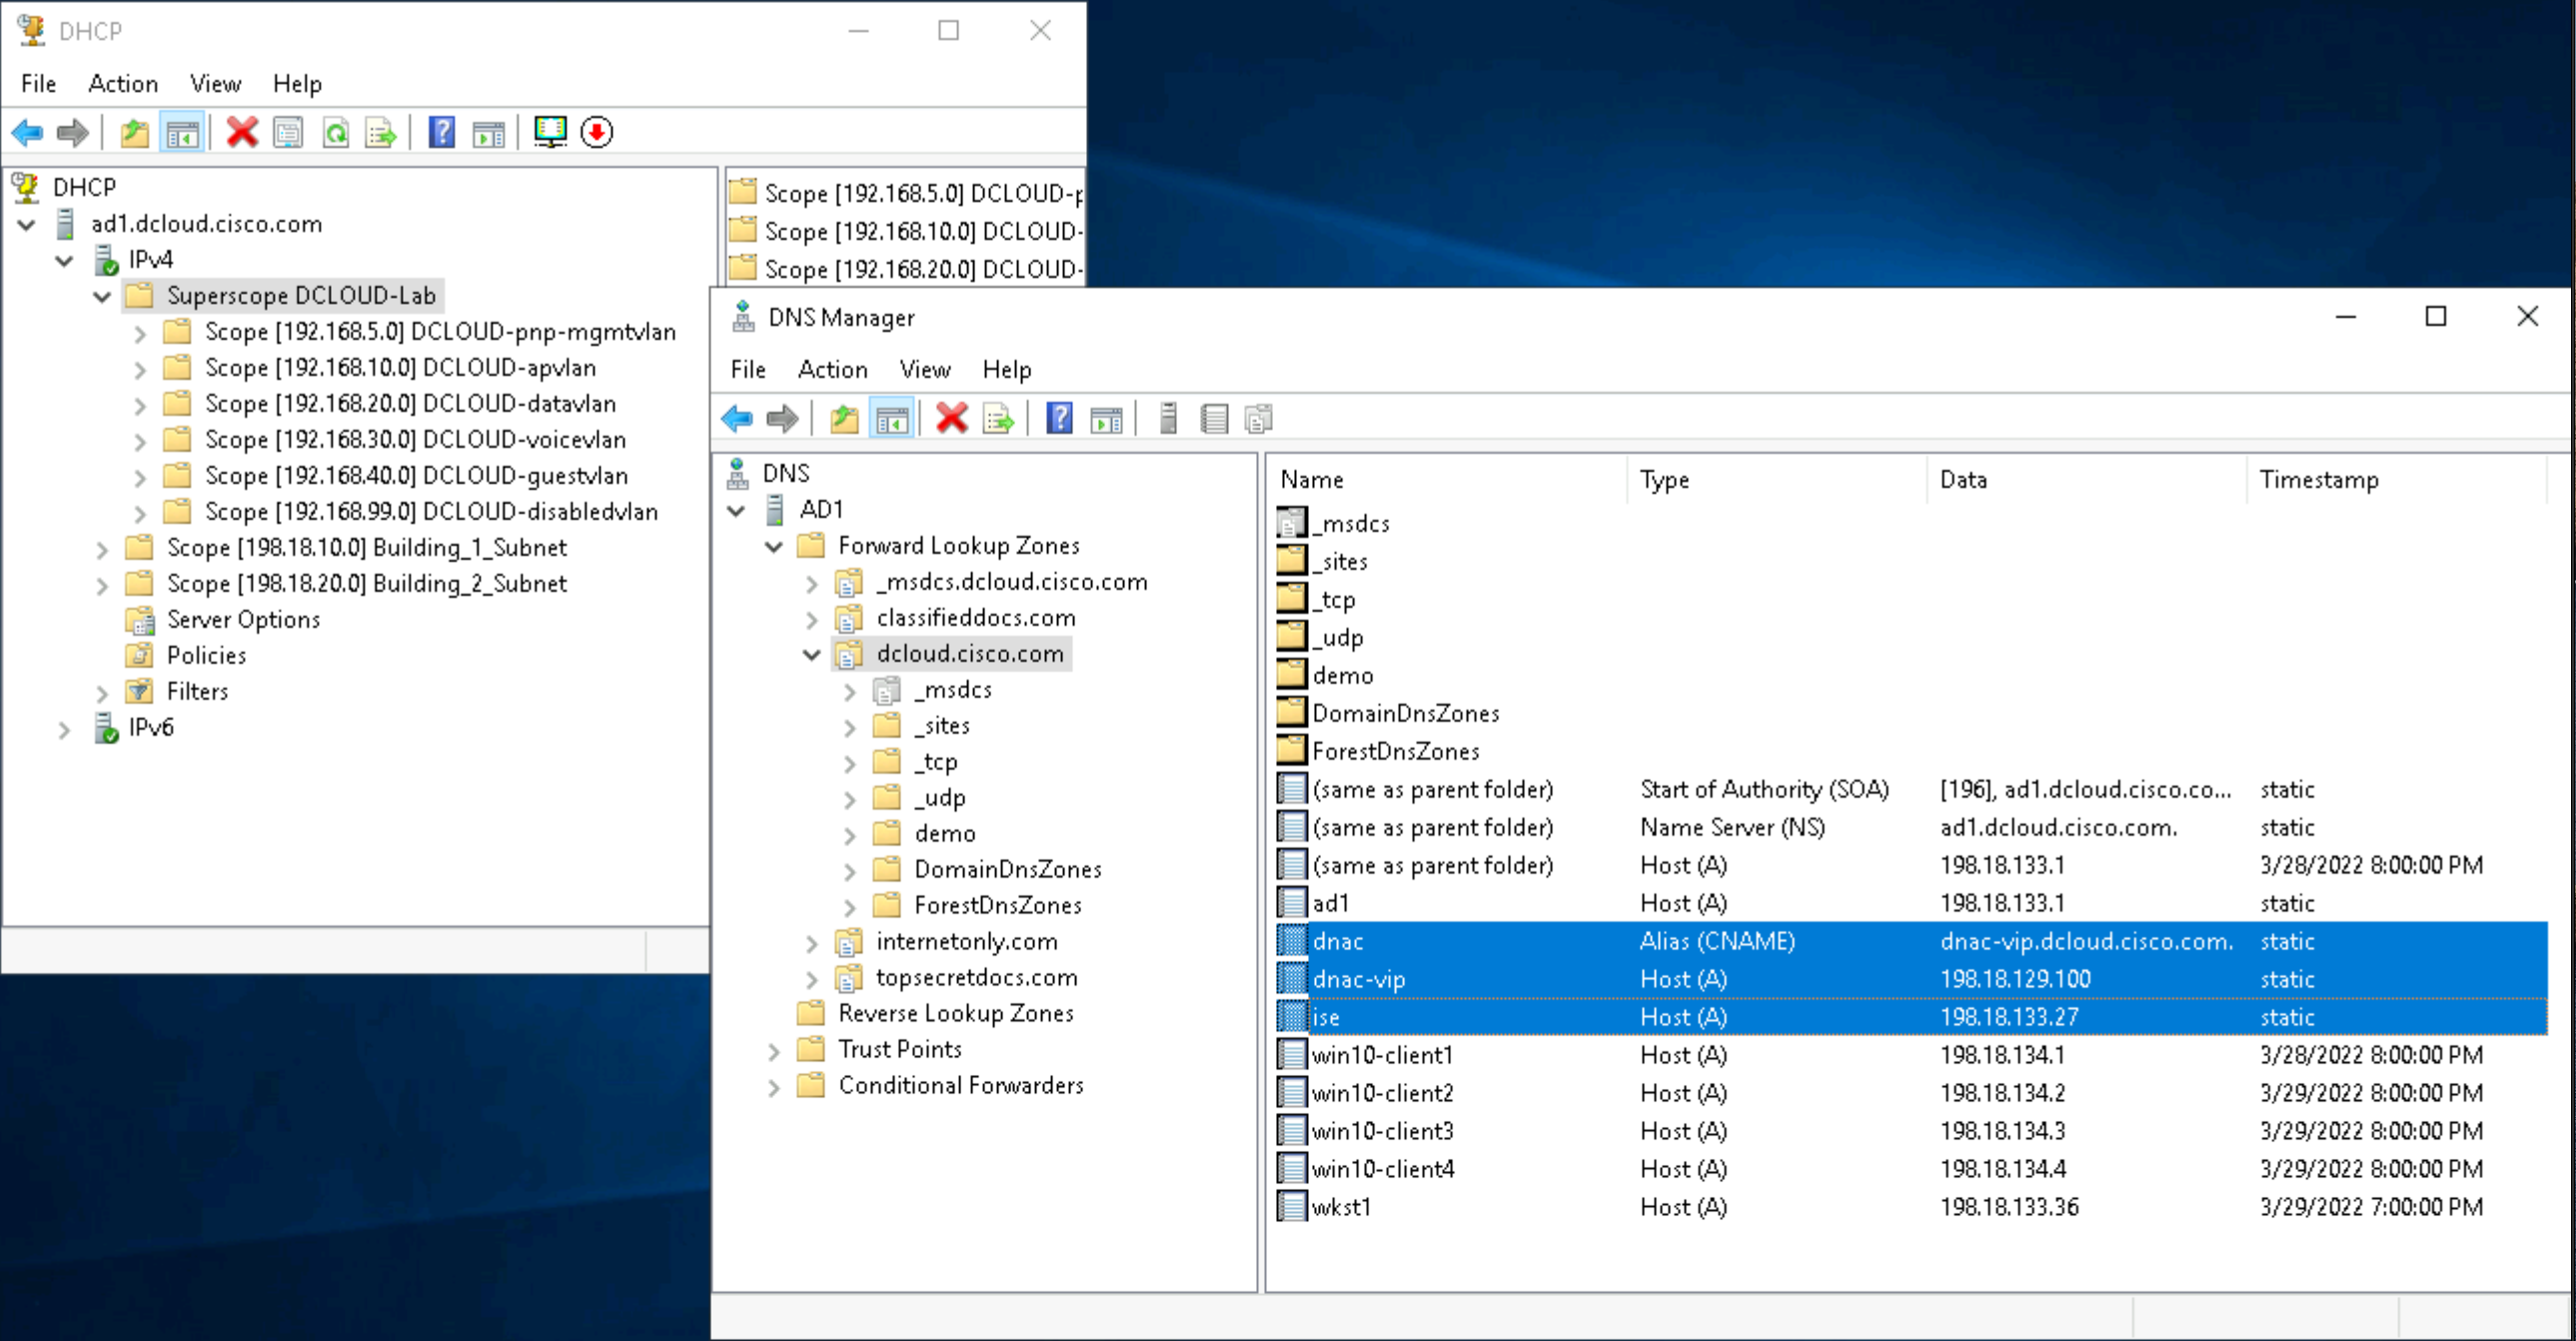 DHCP
File Action View Help
DHCP
ad1.dcloud.cisco.com
IPv4
Superscope DCLOUD-Lab
Scope [192.168.5.0] DCLOUD-pnp-mgmtvlan
Scope [192.168.10.0] DCLOUD-apvlan
Scope [192.168.20.0] DCLOUD-datavlan
Scope [192.168.30.0] DCLOUD-voicevlan
Scope [192.168.40.0] DCLOUD-guestvlan
Scope [192.168.99.0] DCLOUD-disabledvlan
Scope [198.18.10.0] Building_1_Subnet
Scope [198.18.20.0] Building_2_Subnet
Server Options
Policies
Filters
IPv6
Scope [192.168.5.0] DCLOUD-p
Scope [192.168.10.0] DCLOUD-
Scope [192.168.20.0] DCLOUD-
DNS Manager
File Action View Help
DNS
AD1
Forward Lookup Zones
_msdcs.dcloud.cisco.com
classifieddocs.com
dcloud.cisco.com
_msdcs
_sites
_tcp
_udp
demo
DomainDnsZones
ForestDnsZones
internetonly.com
topsecretdocs.com
Reverse Lookup Zones
Trust Points
Conditional Forwarders
Name Type Data Timestamp
_msdcs
_sites
_tcp
_udp
demo
DomainDnsZones
ForestDnsZones
(same as parent folder) Start of Authority (SOA) [196], ad1.dcloud.cisco.co... static
(same as parent folder) Name Server (NS) ad1.dcloud.cisco.com. static
(same as parent folder) Host (A) 198.18.133.1 3/28/2022 8:00:00 PM
ad1 Host (A) 198.18.133.1 static
dnac Alias (CNAME) dnac-vip.dcloud.cisco.com. static
dnac-vip Host (A) 198.18.129.100 static
ise Host (A) 198.18.133.27 static
win10-client1 Host (A) 198.18.134.1 3/28/2022 8:00:00 PM
win10-client2 Host (A) 198.18.134.2 3/29/2022 8:00:00 PM
win10-client3 Host (A) 198.18.134.3 3/29/2022 8:00:00 PM
win10-client4 Host (A) 198.18.134.4 3/29/2022 8:00:00 PM
wkst1 Host (A) 198.18.133.36 3/29/2022 7:00:00 PM